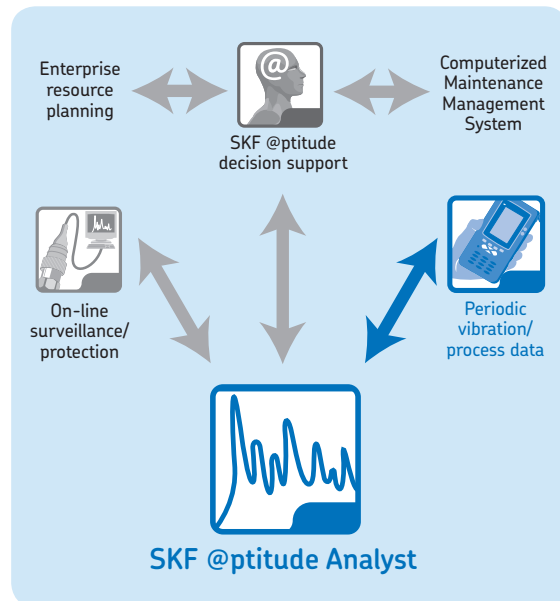 Enterprise
resource
planning
@
Computerized
Maintenance
Management
System
SKF @ptitude
decision support
On-line
surveillance/
protection
Periodic
vibration/
process data
SKF @ptitude Analyst